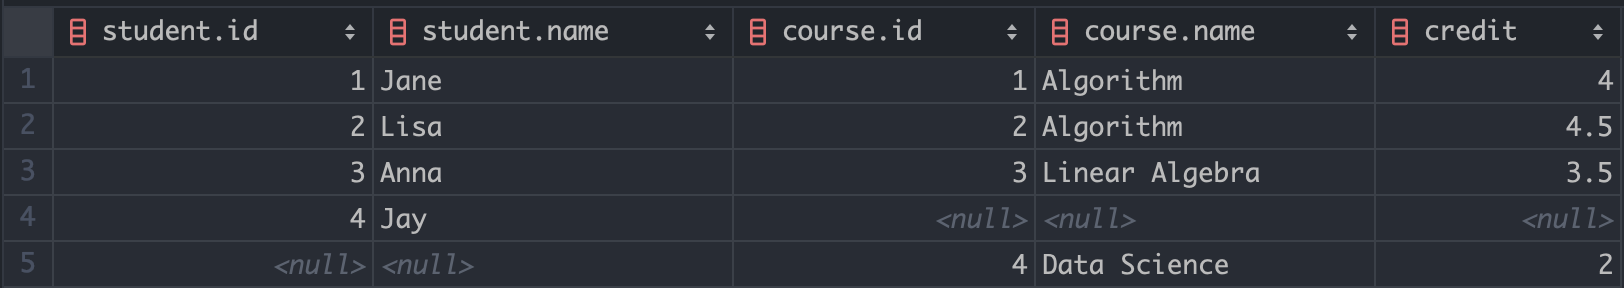 student.id student.name course.id course.name credit
1 1 Jane 1 Algorithm 4
2 2 Lisa 2 Algorithm 4.5
3 3 Anna 3 Linear Algebra 3.5
4 4 Jay <null> <null> <null>
5 <null> <null> 4 Data Science 2